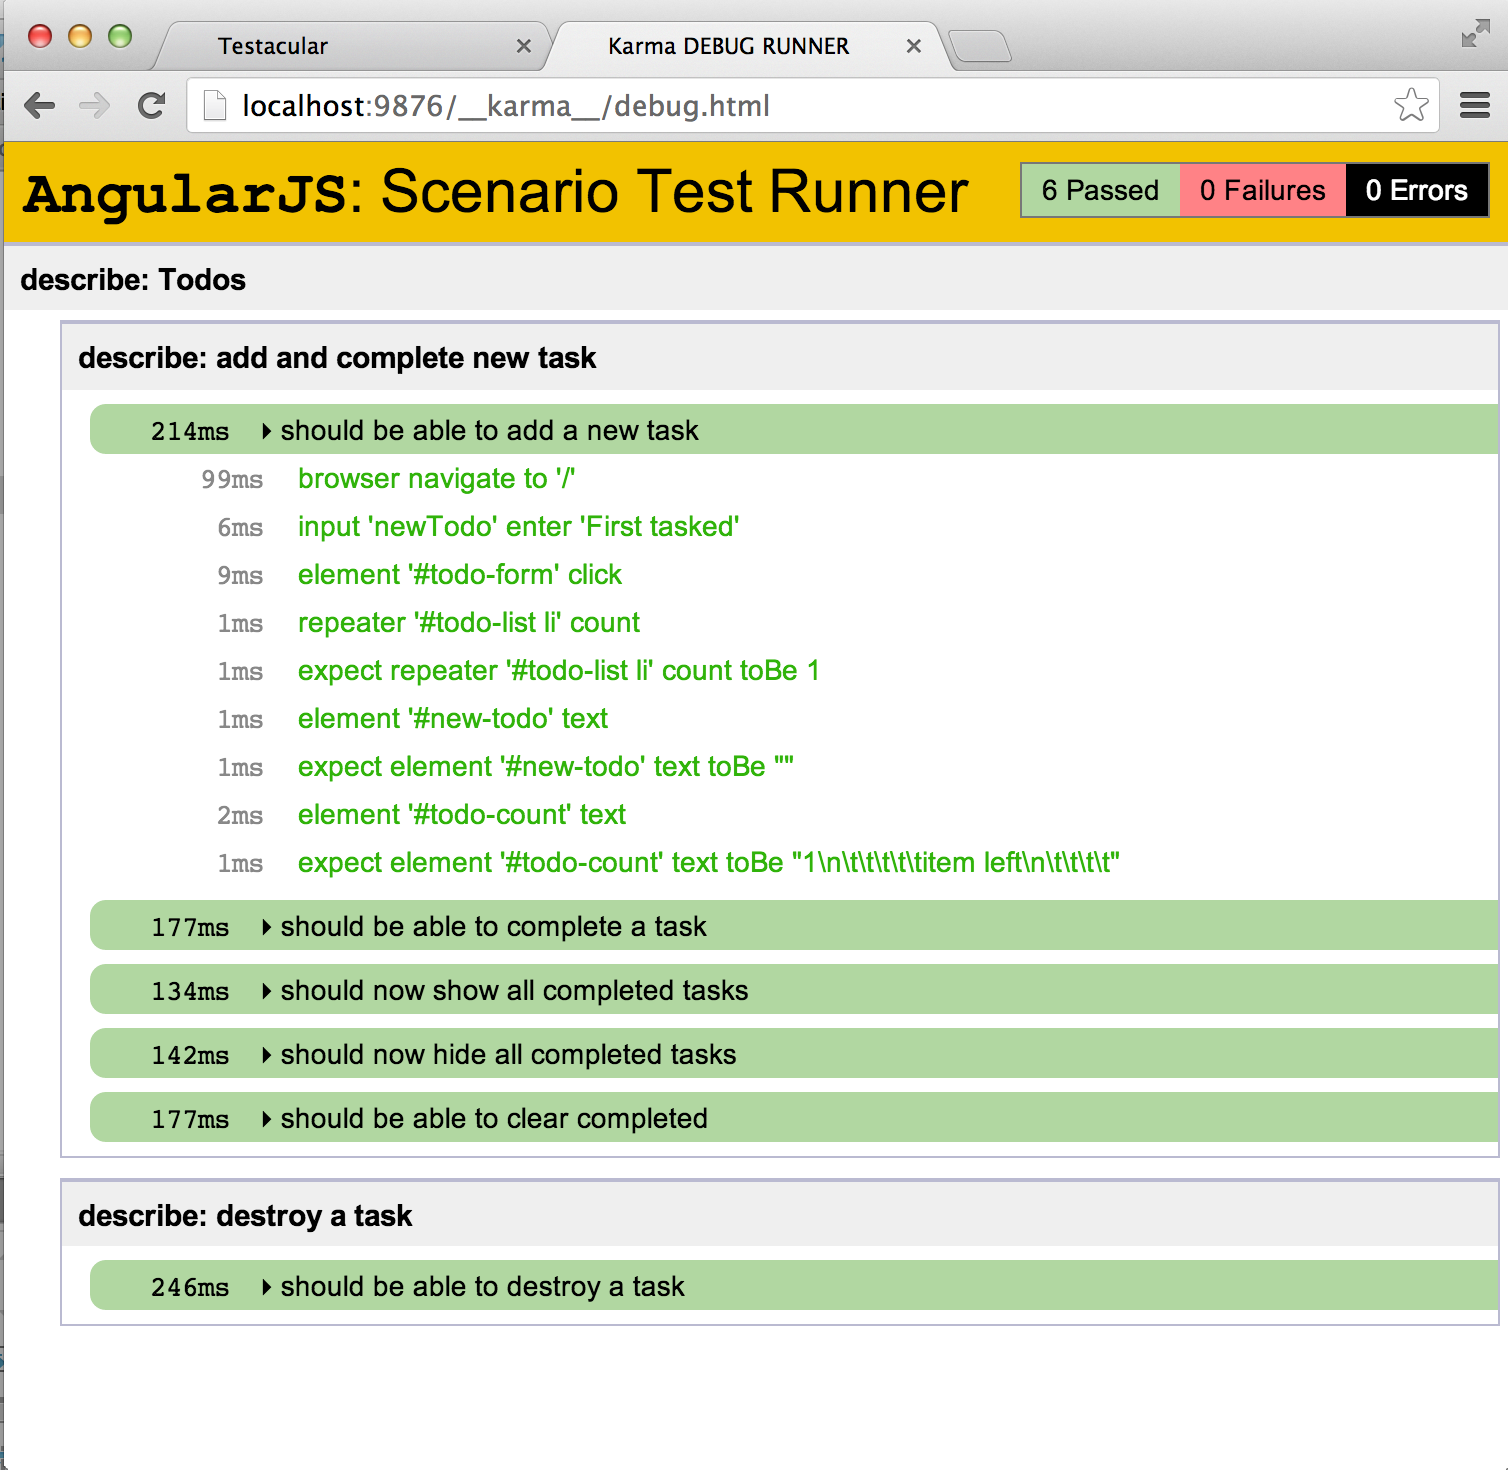 Testacular
Karma DEBUG RUNNER
localhost:9876/__karma__/debug.html
AngularJS: Scenario Test Runner
6 Passed 0 Failures 0 Errors
describe: Todos
describe: add and complete new task
214ms should be able to add a new task
99ms browser navigate to '/'
6ms input 'newTodo' enter 'First tasked'
9ms element '#todo-form' click
1ms repeater '#todo-list li' count
1ms expect repeater '#todo-list li' count toBe 1
1ms element '#new-todo' text
1ms expect element '#new-todo' text toBe ""
2ms element '#todo-count' text
1ms expect element '#todo-count' text toBe "1\n\t\t\t\t\titem left\n\t\t\t\t"
177ms should be able to complete a task
134ms should now show all completed tasks
142ms should now hide all completed tasks
177ms should be able to clear completed
describe: destroy a task
246ms should be able to destroy a task